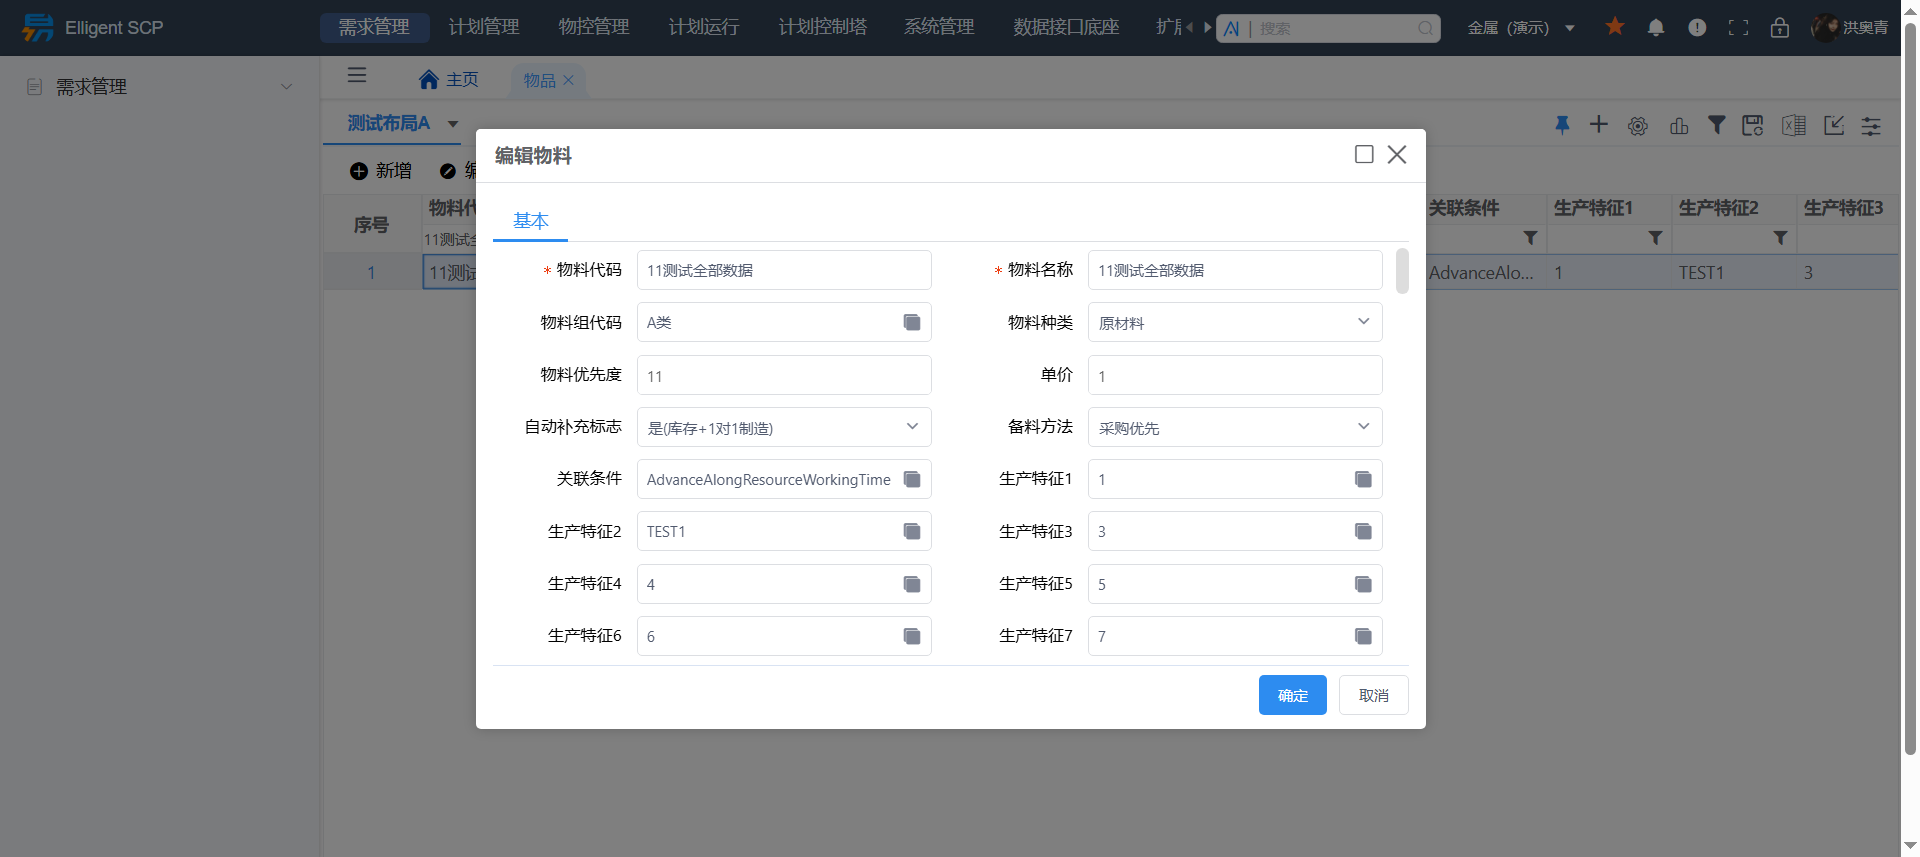 Elligent SCP
需求管理 计划管理 物控管理 计划运行 计划控制塔 系统管理 数据接口底座
AI | 搜索
金属 (演示)
洪奥青
需求管理
主页 物品
测试布局A
新增
序号 物料代
关联条件 生产特征1 生产特征2 生产特征3
11测试全
1 11测试
AdvanceAlo... 1 TEST1 3
编辑物料
基本
* 物料代码 11测试全部数据 * 物料名称 11测试全部数据
物料组代码 A类 物料种类 原材料
物料优先度 11 单价 1
自动补充标志 是(库存+1对1制造) 备料方法 采购优先
关联条件 AdvanceAlongResourceWorkingTime 生产特征1 1
生产特征2 TEST1 生产特征3 3
生产特征4 4 生产特征5 5
生产特征6 6 生产特征7 7
确定 取消